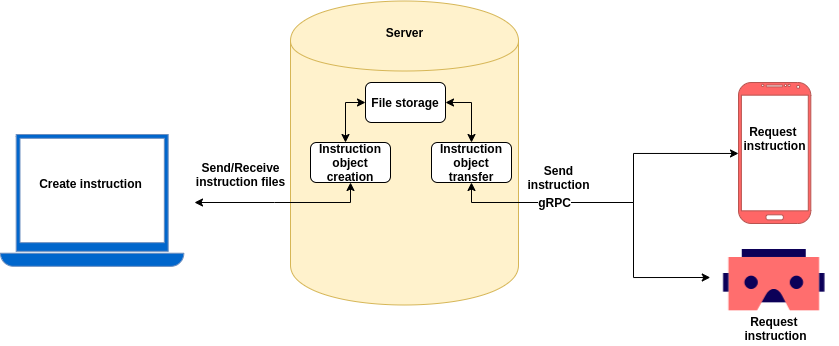 Server
File storage
Instruction
object
creation
Instruction
object
transfer
Create instruction
Send/Receive
instruction files
Send
instruction
gRPC
Request
instruction
Request
instruction